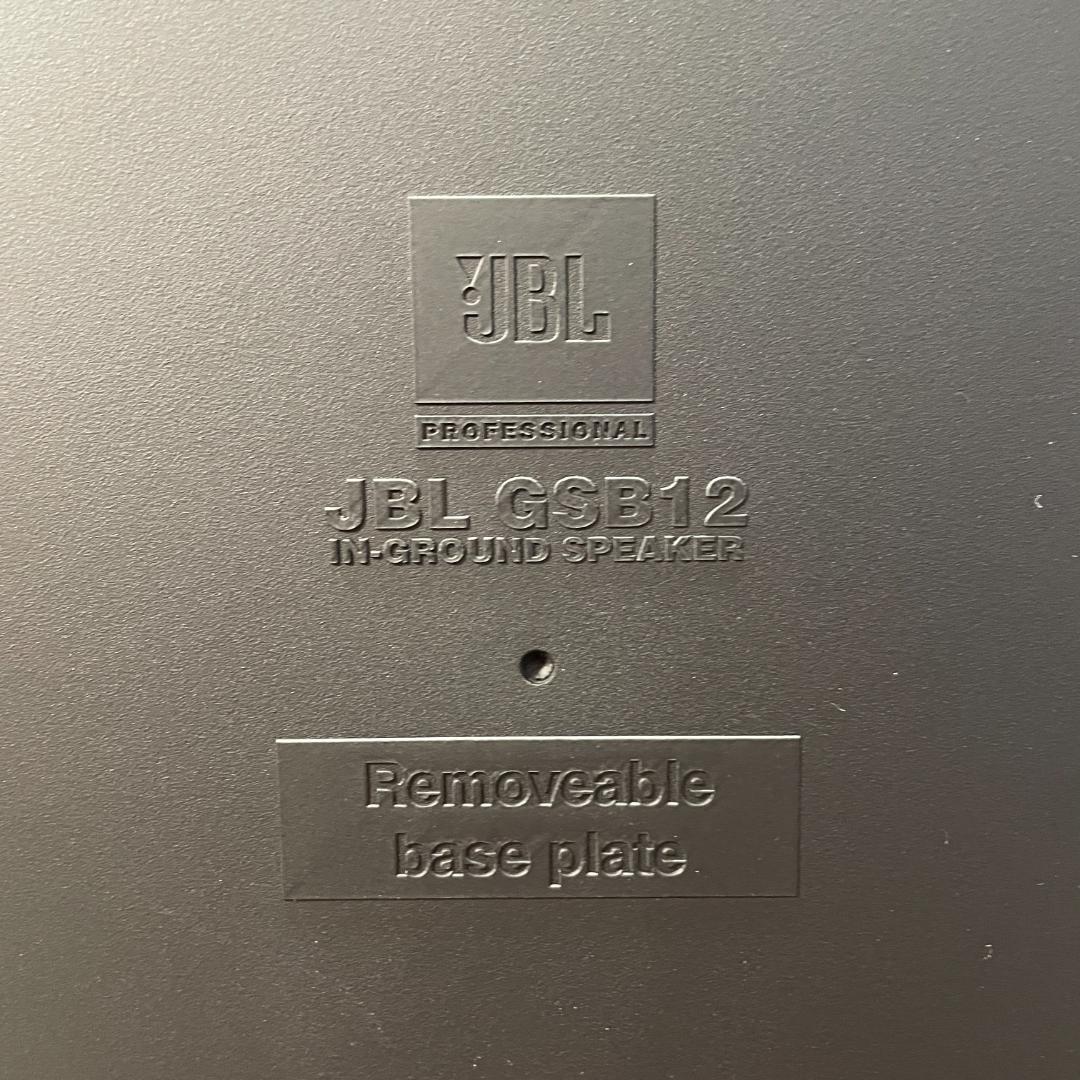 JBL
PROFESSIONAL
JBL GSB12
IN-GROUND SPEAKER
Removeable
base plate